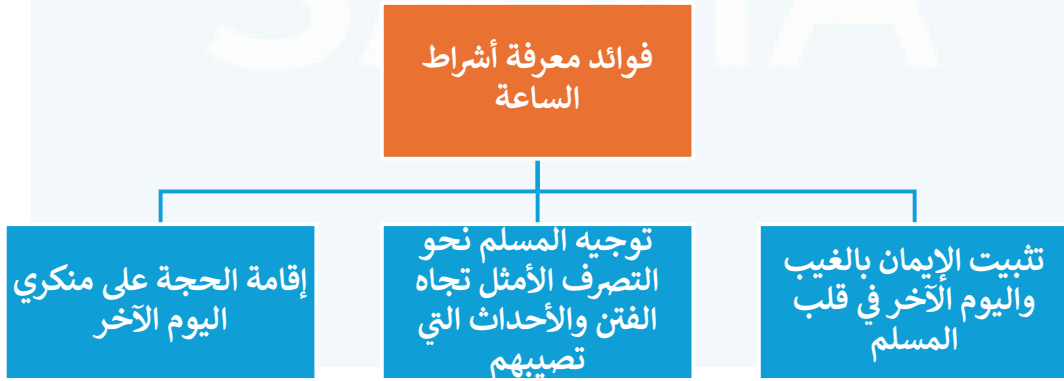 فوائد معرفة أشراط
الساعة
تثبيت الإيمان بالغيب
واليوم الآخر في قلب
المسلم
توجيه المسلم نحو
التصرف الأمثل تجاه
الفتن والأحداث التي
تصيبهم
إقامة الحجة على منكري
اليوم الآخر